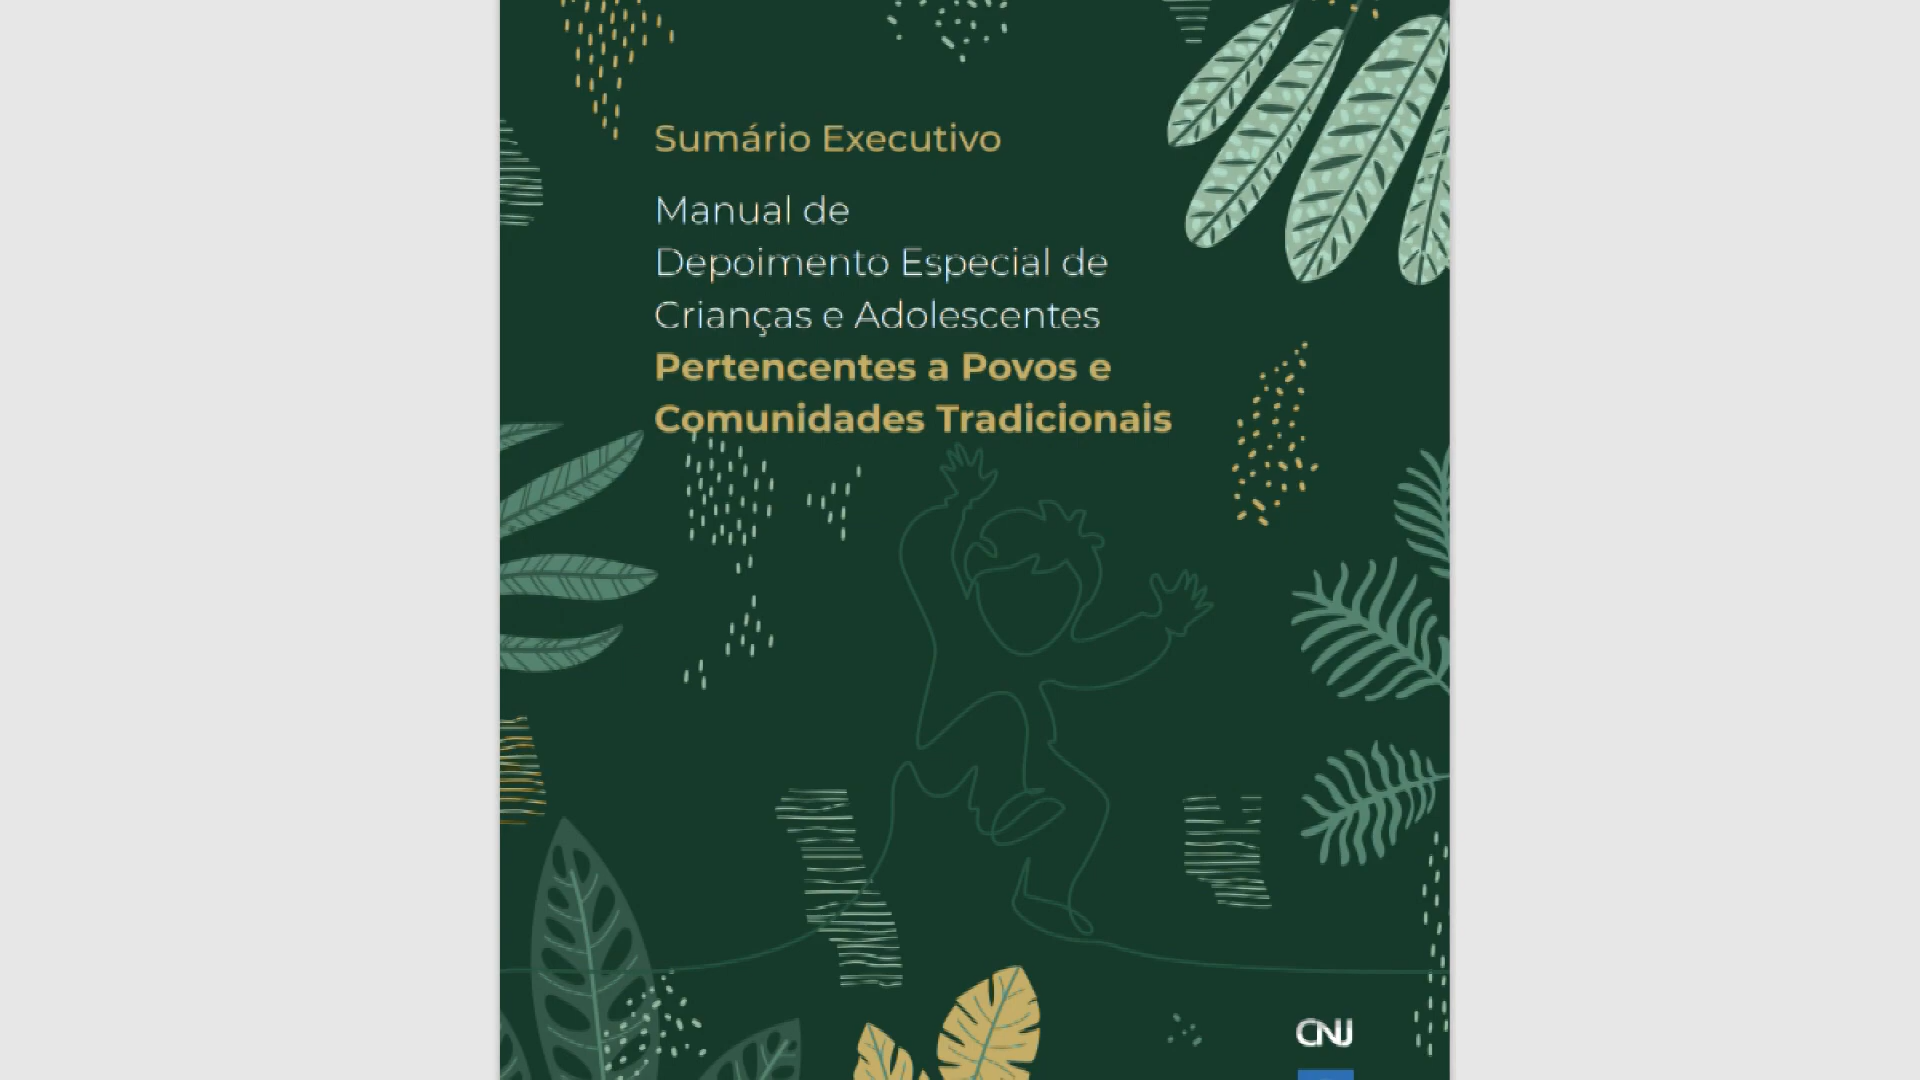 Sumário Executivo
Manual de
Depoimento Especial de
Crianças e Adolescentes
Pertencentes a Povos e
Comunidades Tradicionais
CNJ